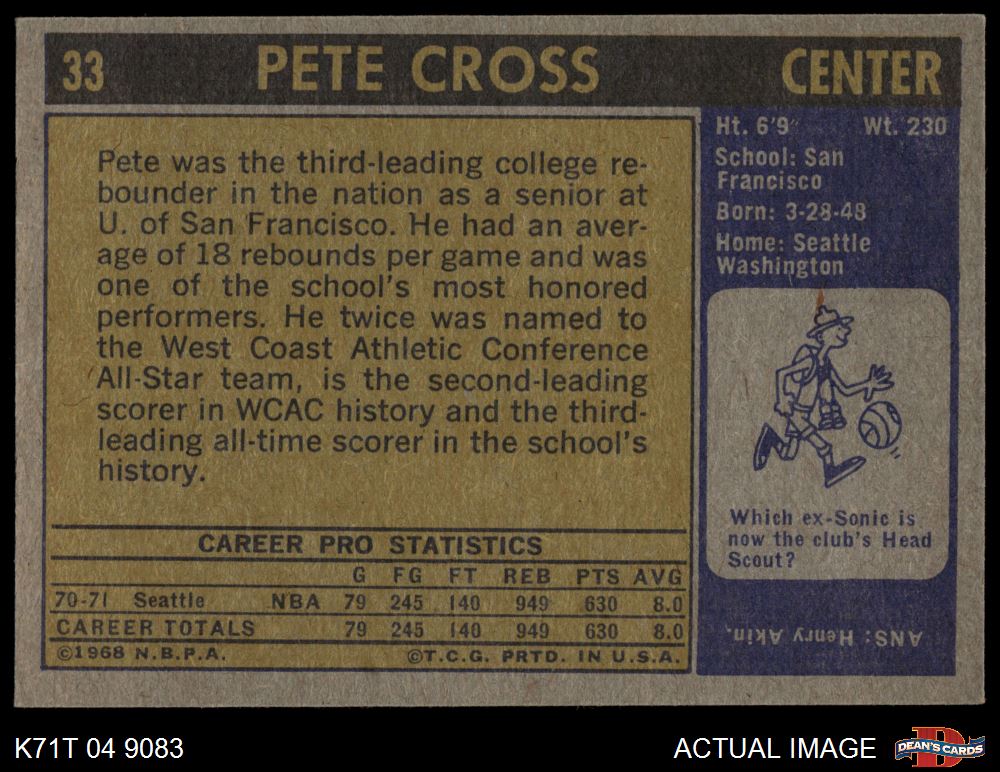 33 PETE CROSS CENTER
Pete was the third-leading college re-
bounder in the nation as a senior at
U. of San Francisco. He had an aver-
age of 18 rebounds per game and was
one of the school's most honored
performers. He twice was named to
the West Coast Athletic Conference
All-Star team, is the second-leading
scorer in WCAC history and the third-
leading all-time scorer in the school's
history.
CAREER PRO STATISTICS
G FG FT REB PTS AVG
70-71 Seattle NBA 79 245 140 949 630 8.0
CAREER TOTALS 79 245 140 949 630 8.0
©1968 N.B.P.A. ©T.C.G. PRTD. IN U.S.A.
Ht. 6'9" Wt. 230
School: San
Francisco
Born: 3-28-48
Home: Seattle
Washington
Which ex-Sonic is
now the club's Head
Scout?
ANS: Henry Akin.
K71T 04 9083 ACTUAL IMAGE D DEAN'S CARDS